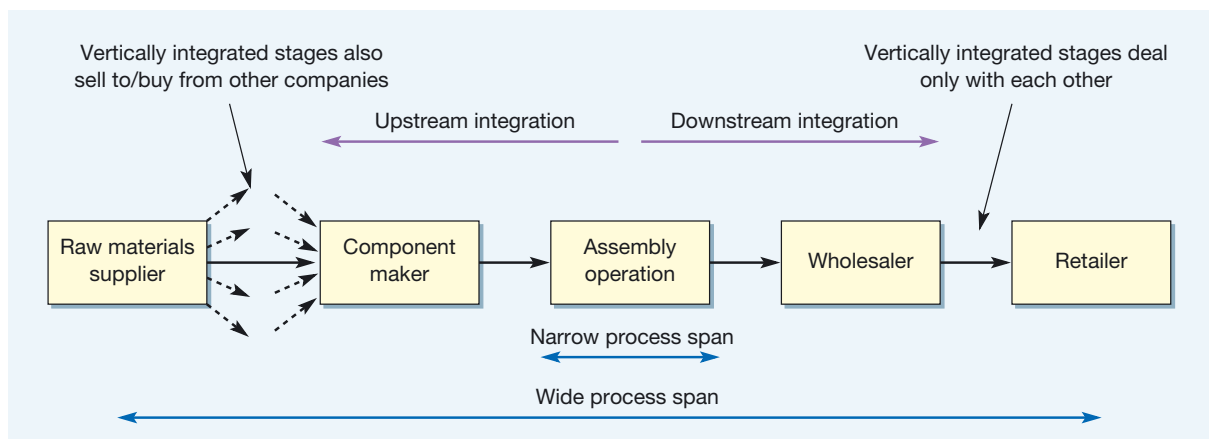 Vertically integrated stages also
sell to/buy from other companies
Vertically integrated stages deal
only with each other
Upstream integration
Downstream integration
Raw materials
supplier
Component
maker
Assembly
operation
Wholesaler
Retailer
Narrow process span
Wide process span